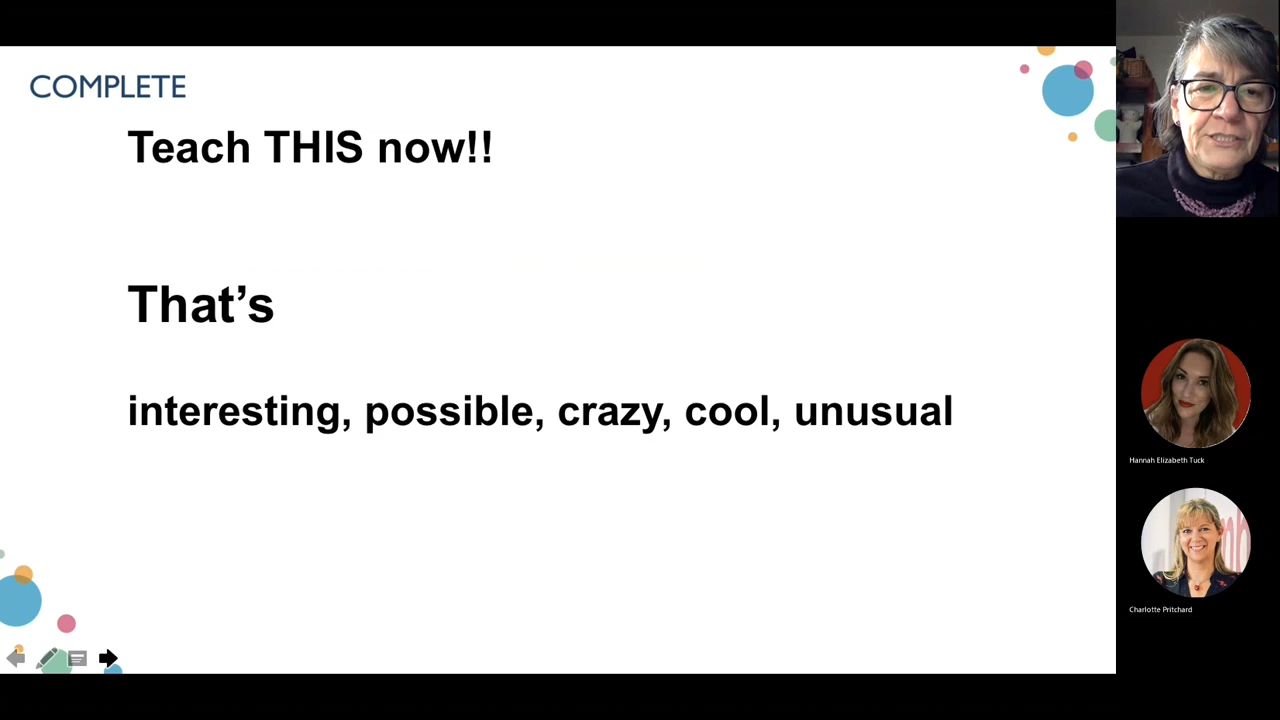 COMPLETE
Teach THIS now!!
That’s
interesting, possible, crazy, cool, unusual
Hannah Elizabeth Tuck
Charlotte Pritchard